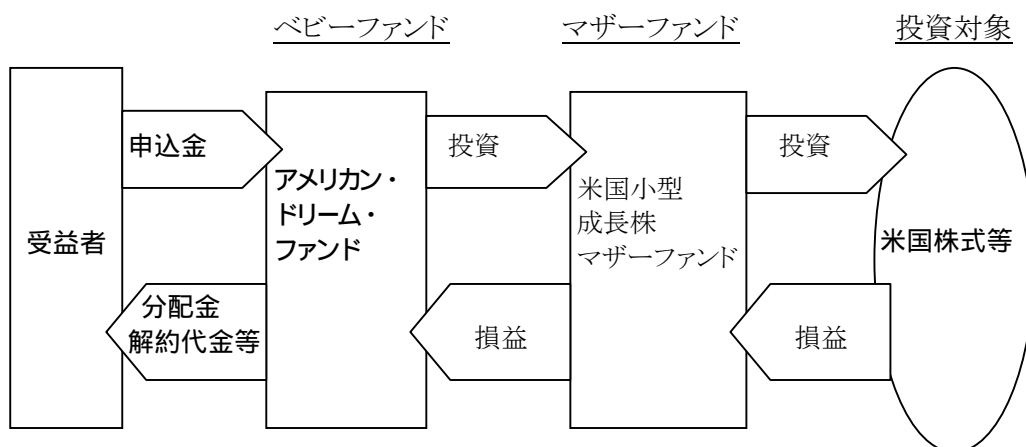 ベビーファンド
マザーファンド
投資対象
申込金
投資
投資
受益者
アメリカン・
ドリーム・
ファンド
米国小型
成長株
マザーファンド
米国株式等
分配金
解約代金等
損益
損益